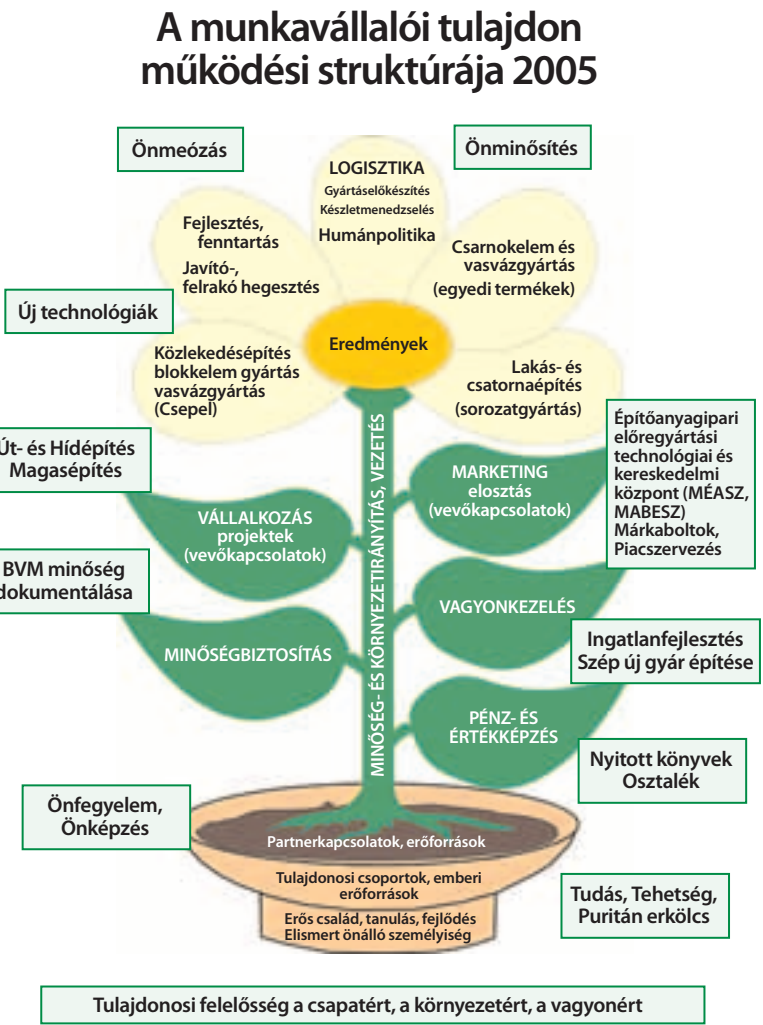 A munkavállalói tulajdon
működési struktúrája 2005
Önmeózás
Önminősítés
LOGISZTIKA
Gyártáselőkészítés
Készletmenedzselés
Humánpolitika
Fejlesztés,
fenntartás
Javító-,
felrakó hegesztés
Csarnokelem és
vasvázgyártás
(egyedi termékek)
Új technológiák
Eredmények
Közlekedésépítés
blokkelem gyártás
vasvázgyártás
(Csepel)
Lakás- és
csatornaépítés
(sorozatgyártás)
Út- és Hídépítés
Magasépítés
Építőanyagipari
előregyártási
technológiai és
kereskedelmi
központ (MÉASZ,
MABESZ)
Márkaboltok,
Piacszervezés
MINŐSÉG- ÉS KÖRNYEZETIRÁNYÍTÁS, VEZETÉS
MARKETING
elosztás
(vevőkapcsolatok)
VÁLLALKOZÁS
projektek
(vevőkapcsolatok)
BVM minőség
dokumentálása
VAGYONKEZELÉS
MINŐSÉGBIZTOSÍTÁS
Ingatlanfejlesztés
Szép új gyár építése
PÉNZ- ÉS
ÉRTÉKKÉPZÉS
Nyitott könyvek
Osztalék
Önfegyelem,
Önképzés
Partnerkapcsolatok, erőforrások
Tulajdonosi csoportok, emberi
erőforrások
Erős család, tanulás, fejlődés
Elismert önálló személyiség
Tudás, Tehetség,
Puritán erkölcs
Tulajdonosi felelősség a csapatért, a környezetért, a vagyonért